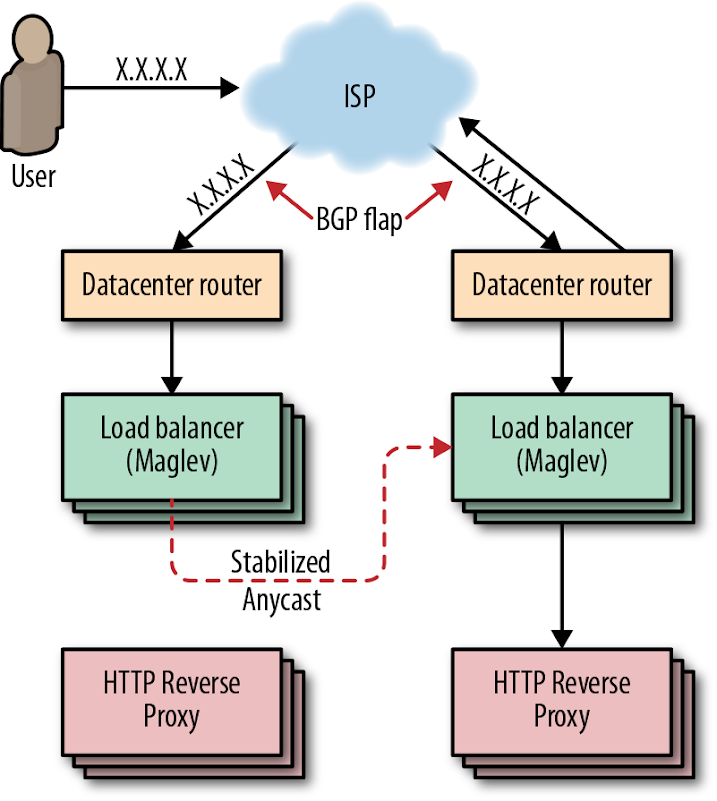 X.X.X.X
ISP
User
X.X.X.X
X.X.X.X
BGP flap
Datacenter router
Datacenter router
Load balancer
(Maglev)
Load balancer
(Maglev)
Stabilized
Anycast
HTTP Reverse
Proxy
HTTP Reverse
Proxy